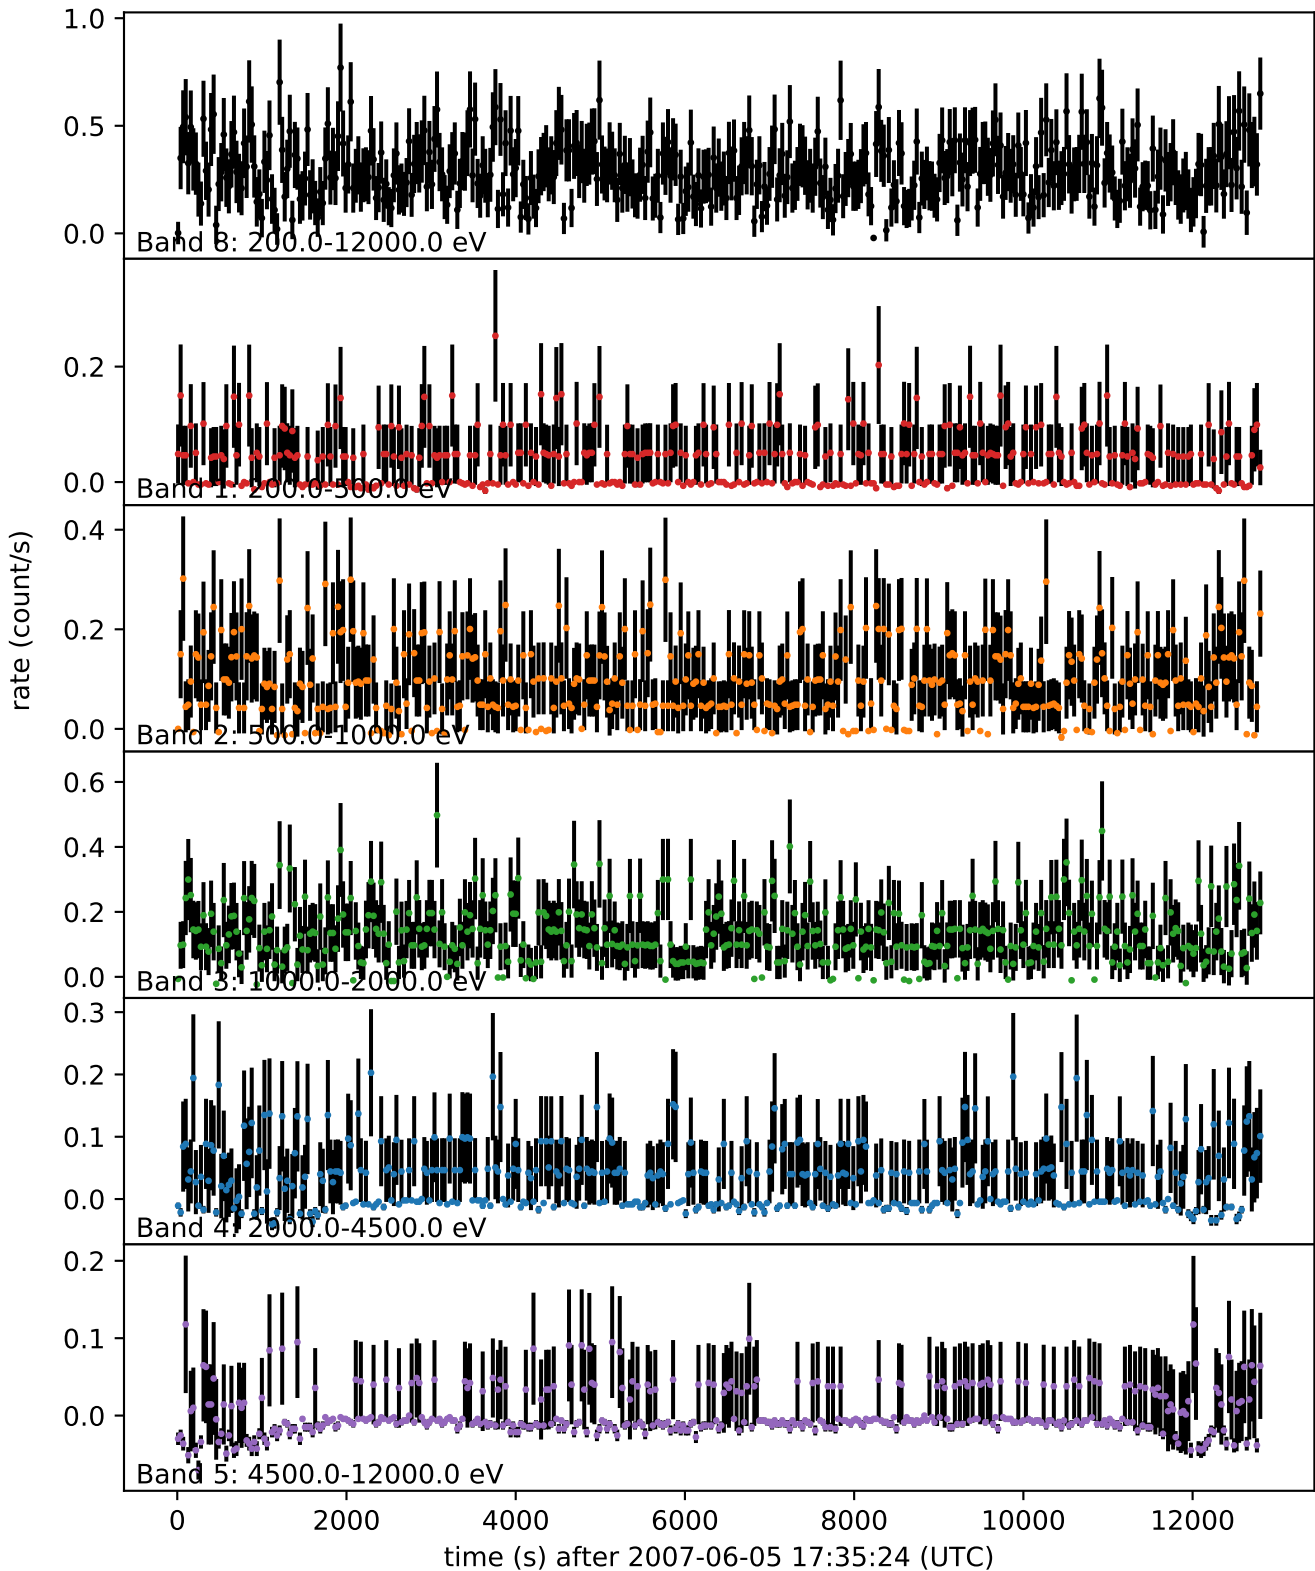 1.0
0.5
0.0
Band 8: 200.0-12000.0 eV
0.2
0.0
Band 1: 200.0-500.0 eV
0.4
0.2
0.0
Band 2: 500.0-1000.0 eV
rate (count/s)
0.6
0.4
0.2
0.0
Band 3: 1000.0-2000.0 eV
0.3
0.2
0.1
0.0
Band 4: 2000.0-4500.0 eV
0.2
0.1
0.0
Band 5: 4500.0-12000.0 eV
0 2000 4000 6000 8000 10000 12000
time (s) after 2007-06-05 17:35:24 (UTC)